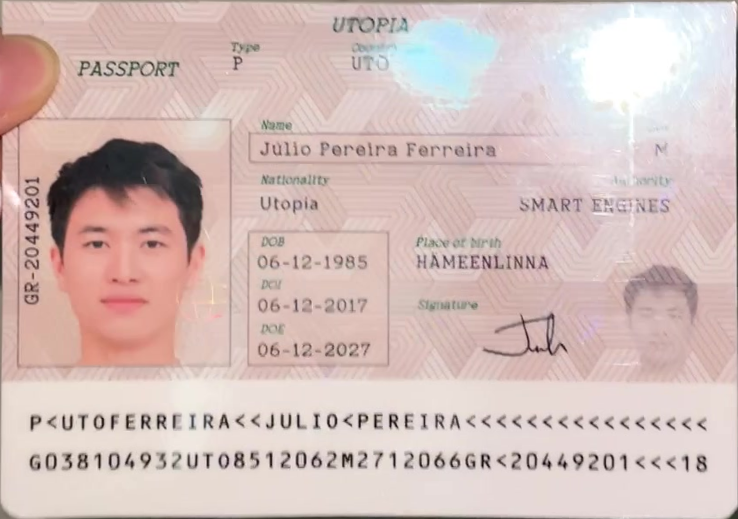 UTOPIA
PASSPORT
Type
P
Country
UTO
Name
Júlio Pereira Ferreira
M
Nationality
Utopia
Authority
SMART ENGINES
GR-20449201
DOB
06-12-1985
DOI
06-12-2017
DOE
06-12-2027
Place of birth
HÄMEENLINNA
Signature
P<UTOFERREIRA<<JULIO<PEREIRA<<<<<<<<<<<<<<<<
G038104932UTO8512062M2712066GR<20449201<<<18